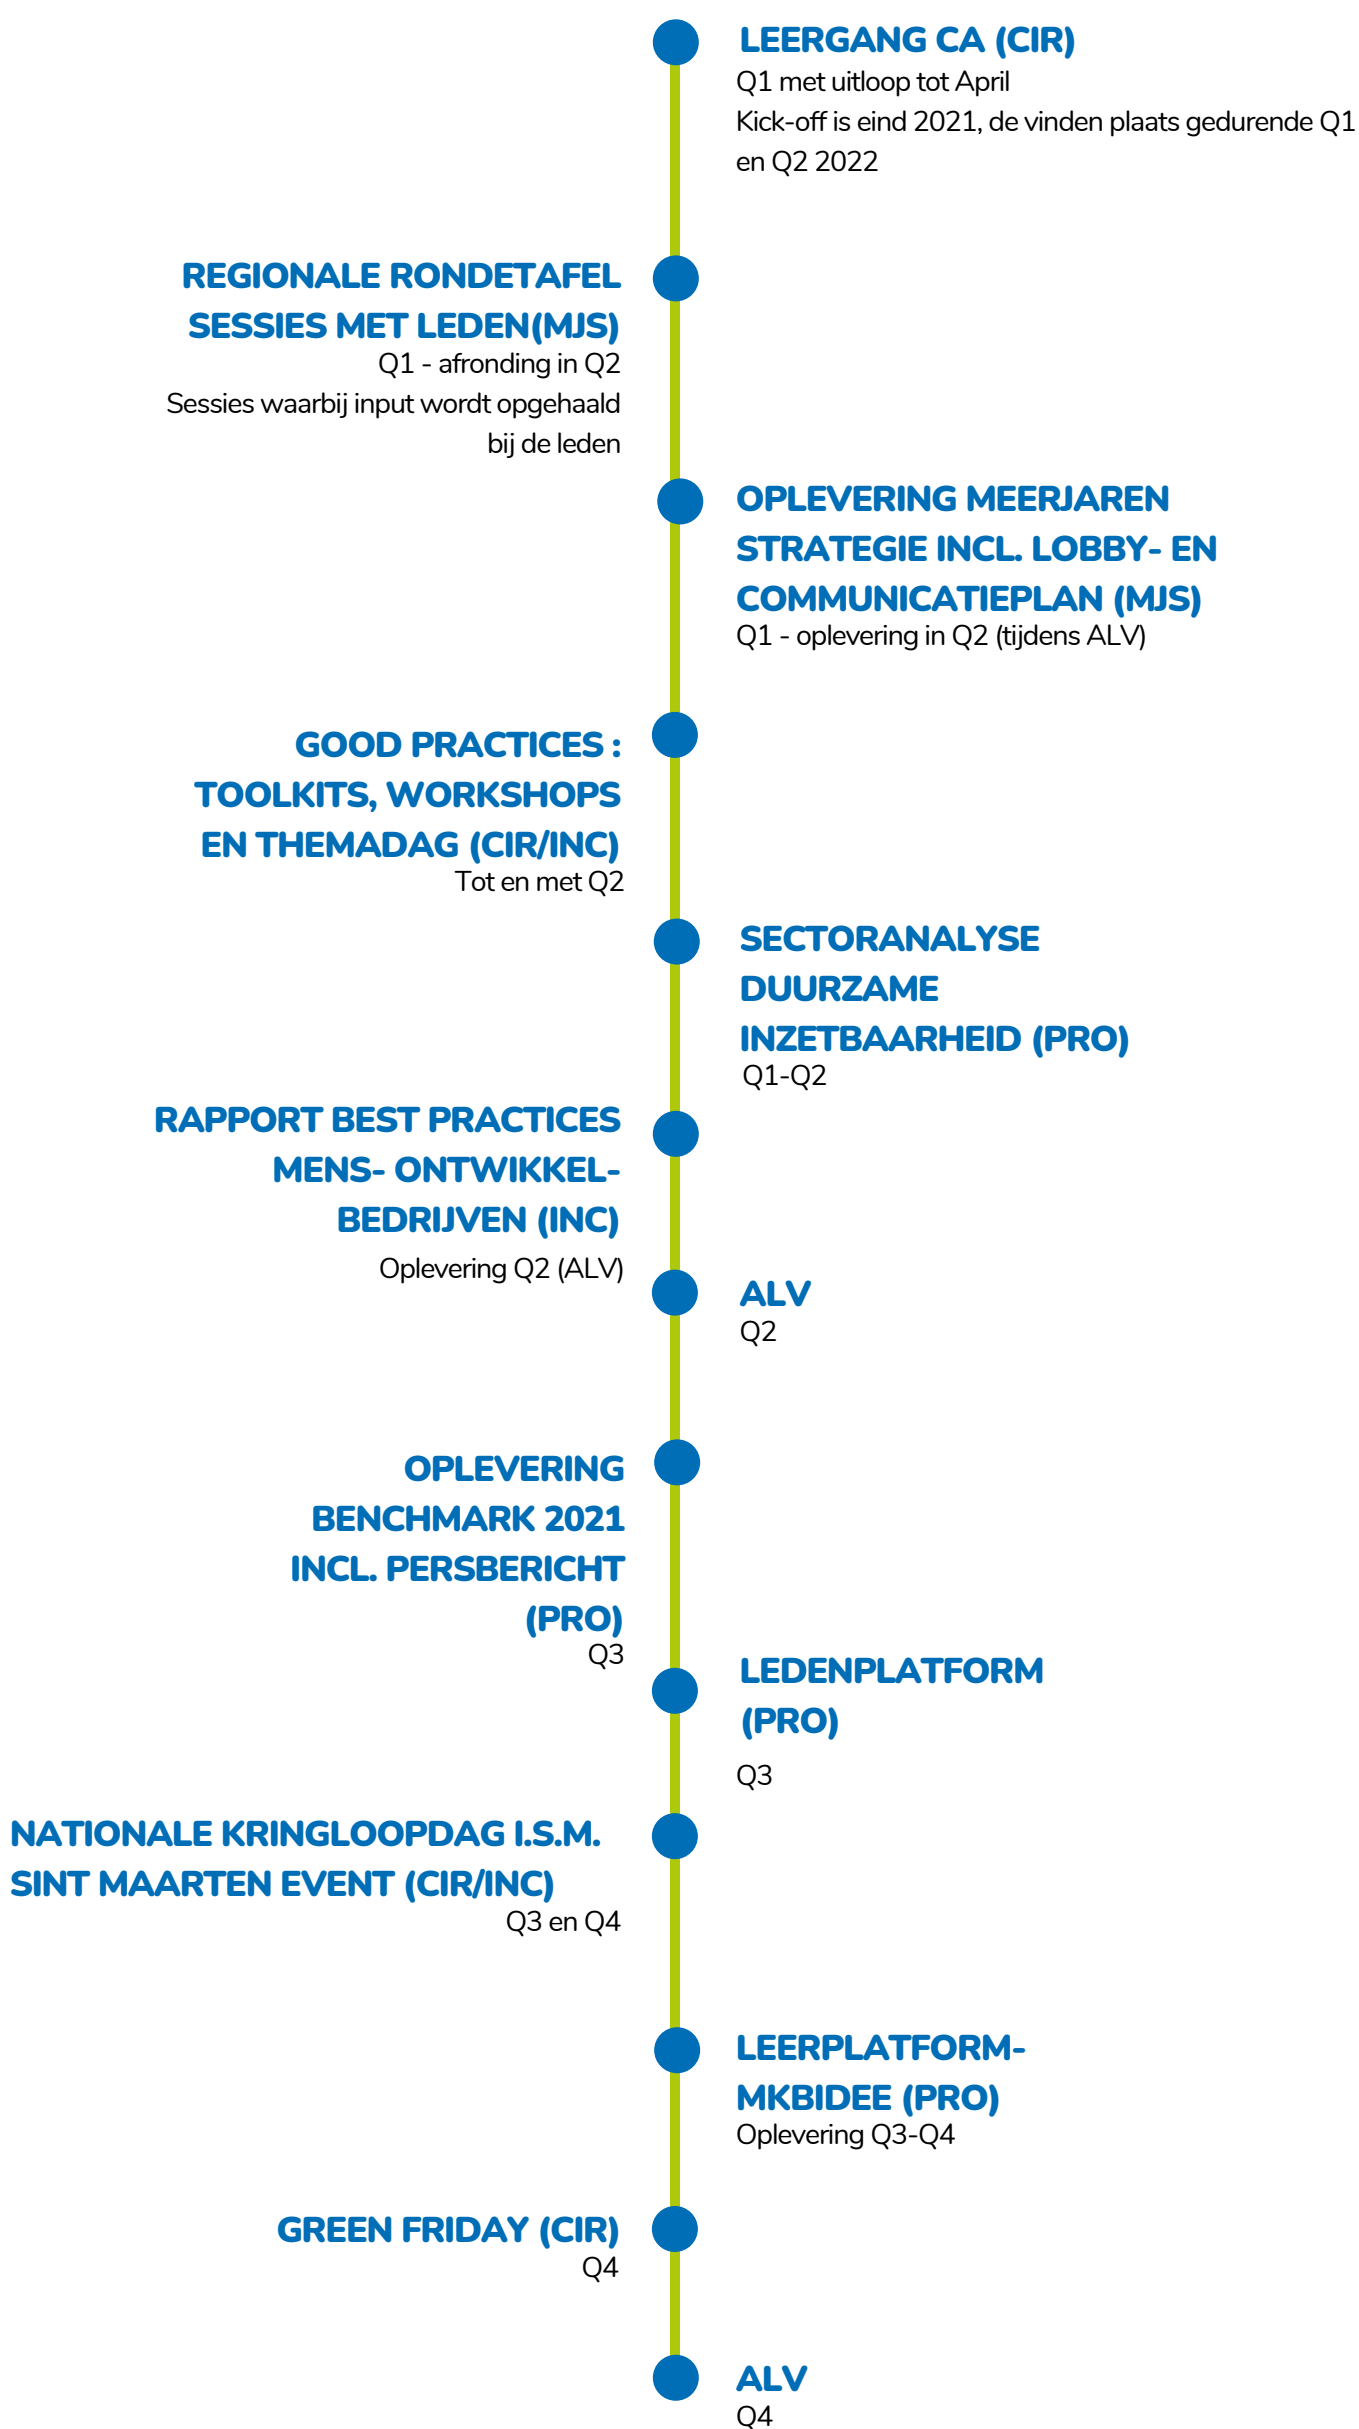 LEERGANG CA (CIR)
Q1 met uitloop tot April
Kick-off is eind 2021, de vinden plaats gedurende Q1
en Q2 2022
REGIONALE RONDETAFEL
SESSIES MET LEDEN(MJS)
Q1 - afronding in Q2
Sessies waarbij input wordt opgehaald
bij de leden
OPLEVERING MEERJAREN
STRATEGIE INCL. LOBBY- EN
COMMUNICATIEPLAN (MJS)
Q1 - oplevering in Q2 (tijdens ALV)
GOOD PRACTICES :
TOOLKITS, WORKSHOPS
EN THEMADAG (CIR/INC)
Tot en met Q2
SECTORANALYSE
DUURZAME
INZETBAARHEID (PRO)
Q1-Q2
RAPPORT BEST PRACTICES
MENS- ONTWIKKEL-
BEDRIJVEN (INC)
Oplevering Q2 (ALV)
ALV
Q2
OPLEVERING
BENCHMARK 2021
INCL. PERSBERICHT
(PRO)
Q3
LEDENPLATFORM
(PRO)
Q3
NATIONALE KRINGLOOPDAG I.S.M.
SINT MAARTEN EVENT (CIR/INC)
Q3 en Q4
LEERPLATFORM-
MKBIDEE (PRO)
Oplevering Q3-Q4
GREEN FRIDAY (CIR)
Q4
ALV
Q4